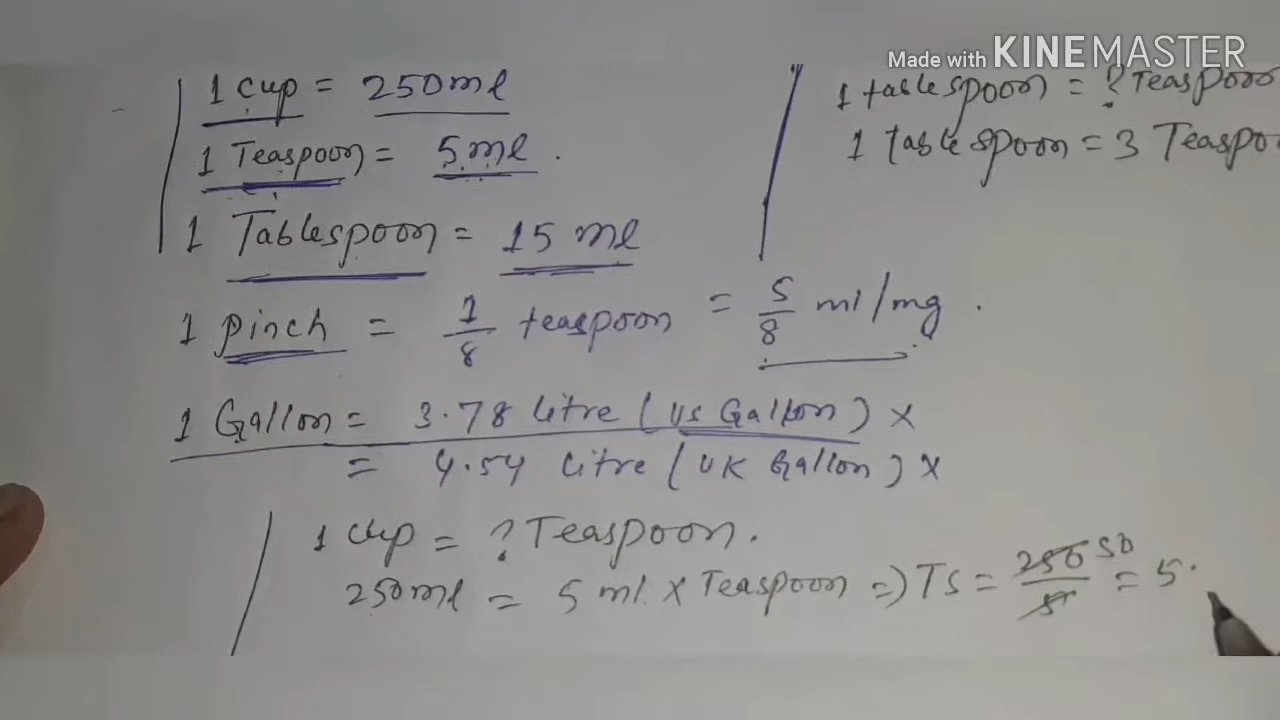 Made with KINEMASTER
1 Cup = 250ml
1 Teaspoon = 5ml.
1 Tablespoon = 15 ml
1 pinch = 1/8 teaspoon = 5/8 ml/mg.
1 Gallon = 3.78 litre (US Gallon) x
= 4.54 litre (UK Gallon) x
1 Cup = ? Teaspoon.
250ml = 5 ml x Teaspoon => TS = 250/5 50 = 5
1 tablespoon = ? Teaspoon
1 Tablespoon = 3 Teaspo